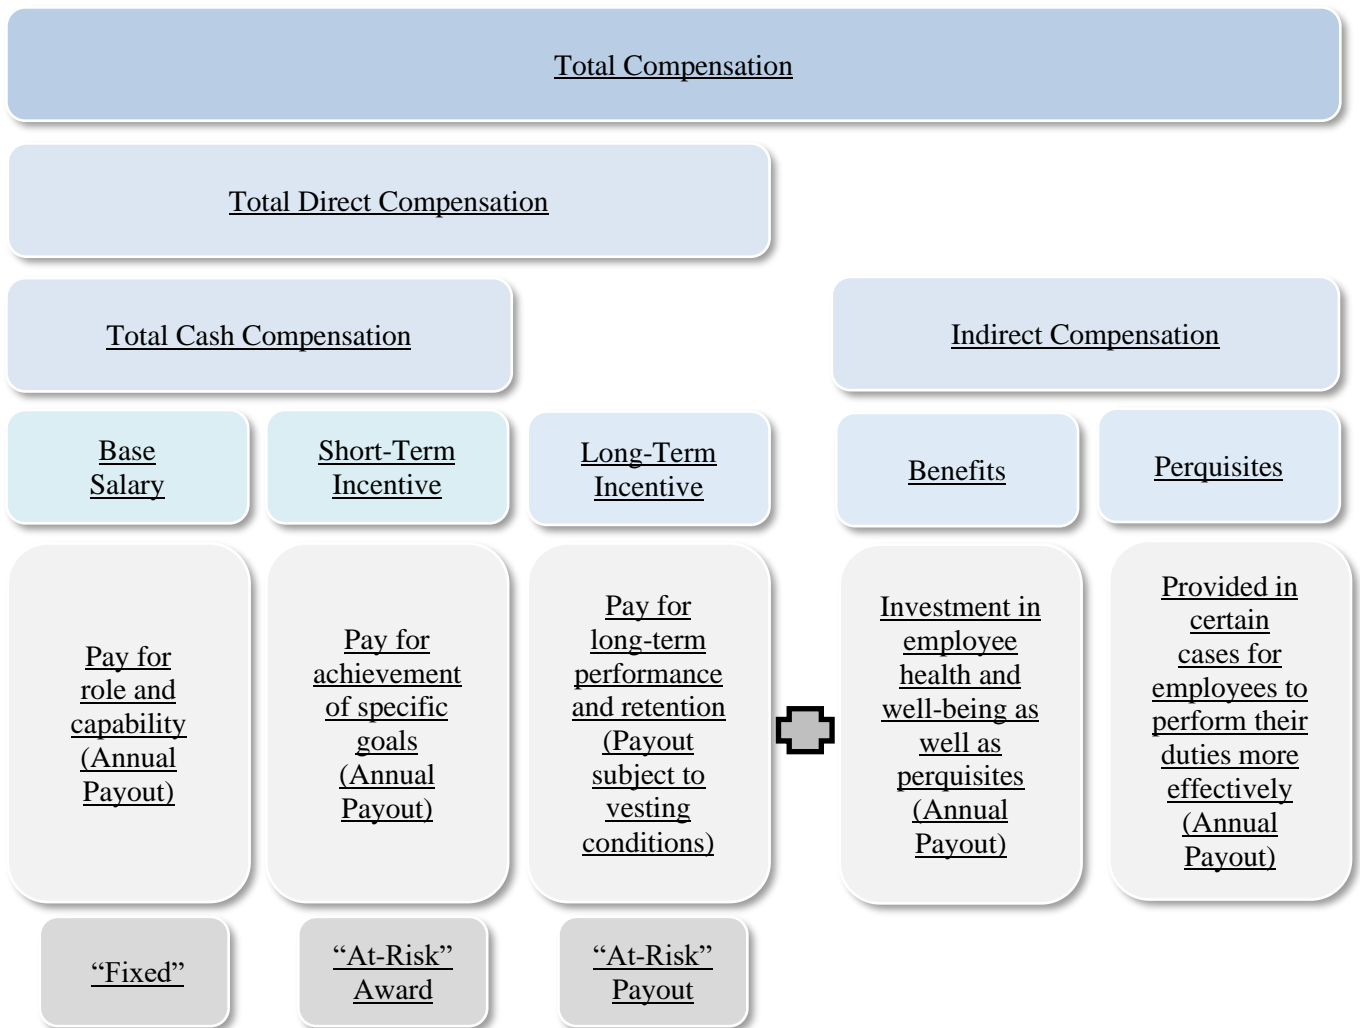 Total Compensation
Total Direct Compensation
Total Cash Compensation
Indirect Compensation
Base
Salary
Short-Term
Incentive
Long-Term
Incentive
Benefits
Perquisites
Pay for
role and
capability
(Annual
Payout)
Pay for
achievement
of specific
goals
(Annual
Payout)
Pay for
long-term
performance
and retention
(Payout
subject to
vesting
conditions)
Investment in
employee
health and
well-being as
well as
perquisites
(Annual
Payout)
Provided in
certain
cases for
employees to
perform their
duties more
effectively
(Annual
Payout)
“Fixed”
“At-Risk”
Award
“At-Risk”
Payout